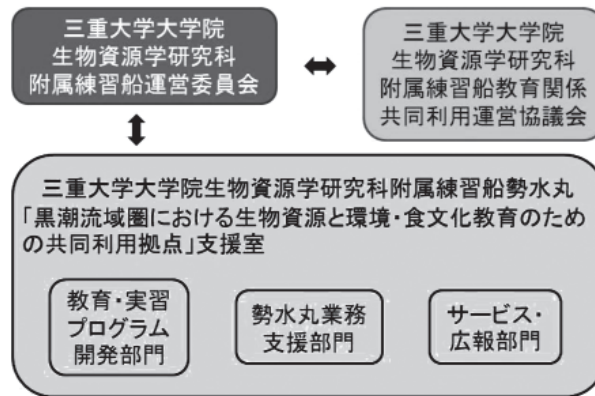 三重大学大学院
生物資源学研究科
附属練習船運営委員会
三重大学大学院
生物資源学研究科
附属練習船教育関係
共同利用運営協議会
三重大学大学院生物資源学研究科附属練習船勢水丸
「黒潮流域圏における生物資源と環境・食文化教育のため
の共同利用拠点」支援室
教育・実習
プログラム
開発部門
勢水丸業務
支援部門
サービス・
広報部門